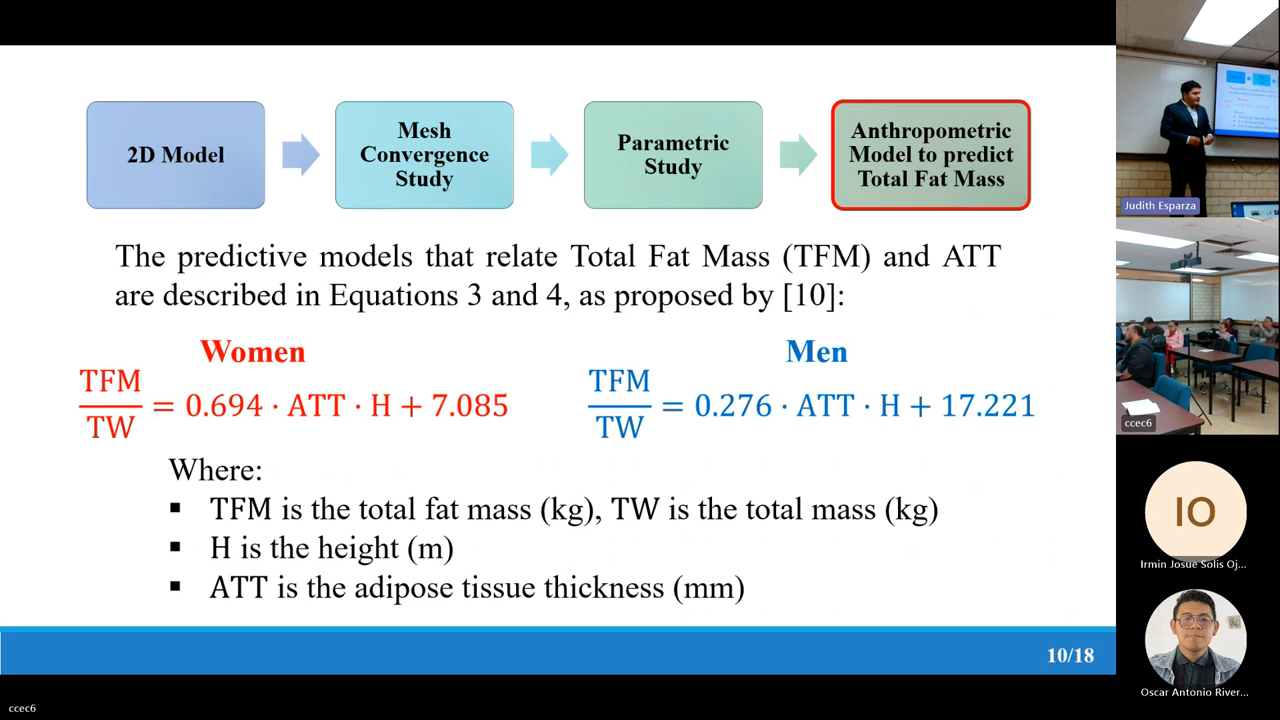 2D Model
Mesh
Convergence
Study
Parametric
Study
Anthropometric
Model to predict
Total Fat Mass
The predictive models that relate Total Fat Mass (TFM) and ATT
are described in Equations 3 and 4, as proposed by [10]:
Women
TFM/TW = 0.694 · ATT · H + 7.085
Men
TFM/TW = 0.276 · ATT · H + 17.221
Where:
▪ TFM is the total fat mass (kg), TW is the total mass (kg)
▪ H is the height (m)
▪ ATT is the adipose tissue thickness (mm)
10/18
ccec6
Judith Esparza
ccec6
IO
Irmin Josue Solis Oj...
Oscar Antonio River...